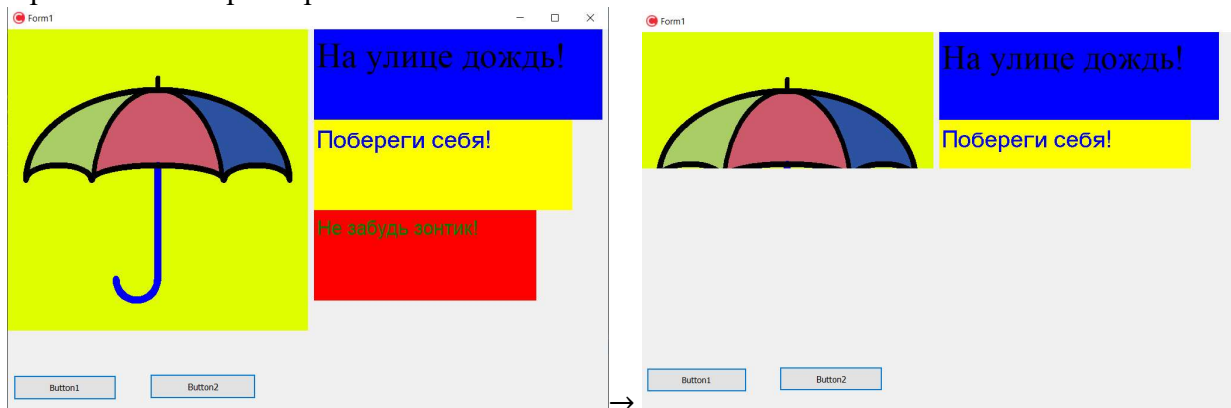 Form1
На улице дождь!
Побереги себя!
Не забудь зонтик!
Button1
Button2
→
Form1
На улице дождь!
Побереги себя!
Button1
Button2